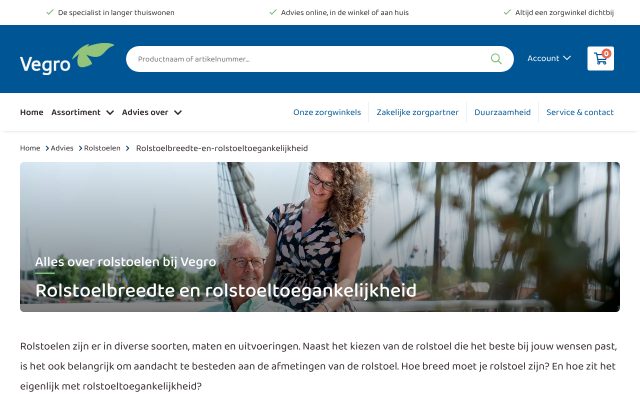 De specialist in langer thuiswonen
Advies online, in de winkel of aan huis
Altijd een zorgwinkel dichtbij
Vegro
Productnaam of artikelnummer...
Account
0
Home Assortiment Advies over
Onze zorgwinkels Zakelijke zorgpartner Duurzaamheid Service & contact
Home Advies Rolstoelen Rolstoelbreedte-en-rolstoeltoegankelijkheid
Alles over rolstoelen bij Vegro
Rolstoelbreedte en rolstoeltoegankelijkheid
Rolstoelen zijn er in diverse soorten, maten en uitvoeringen. Naast het kiezen van de rolstoel die het beste bij jouw wensen past,
is het ook belangrijk om aandacht te besteden aan de afmetingen van de rolstoel. Hoe breed moet je rolstoel zijn? En hoe zit het
eigenlijk met rolstoeltoegankelijkheid?